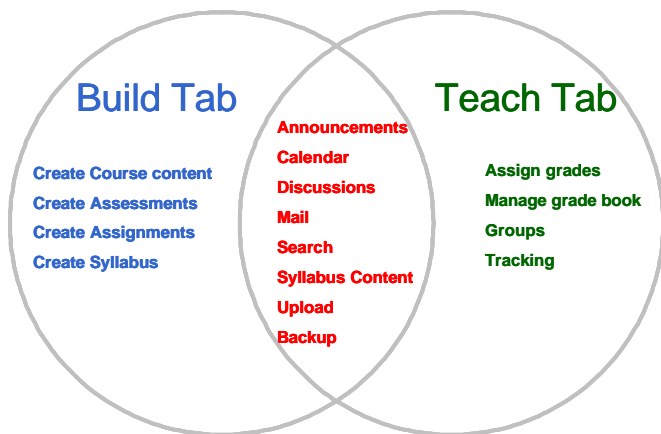 Build Tab
Create Course content
Create Assessments
Create Assignments
Create Syllabus
Announcements
Calendar
Discussions
Mail
Search
Syllabus Content
Upload
Backup
Teach Tab
Assign grades
Manage grade book
Groups
Tracking